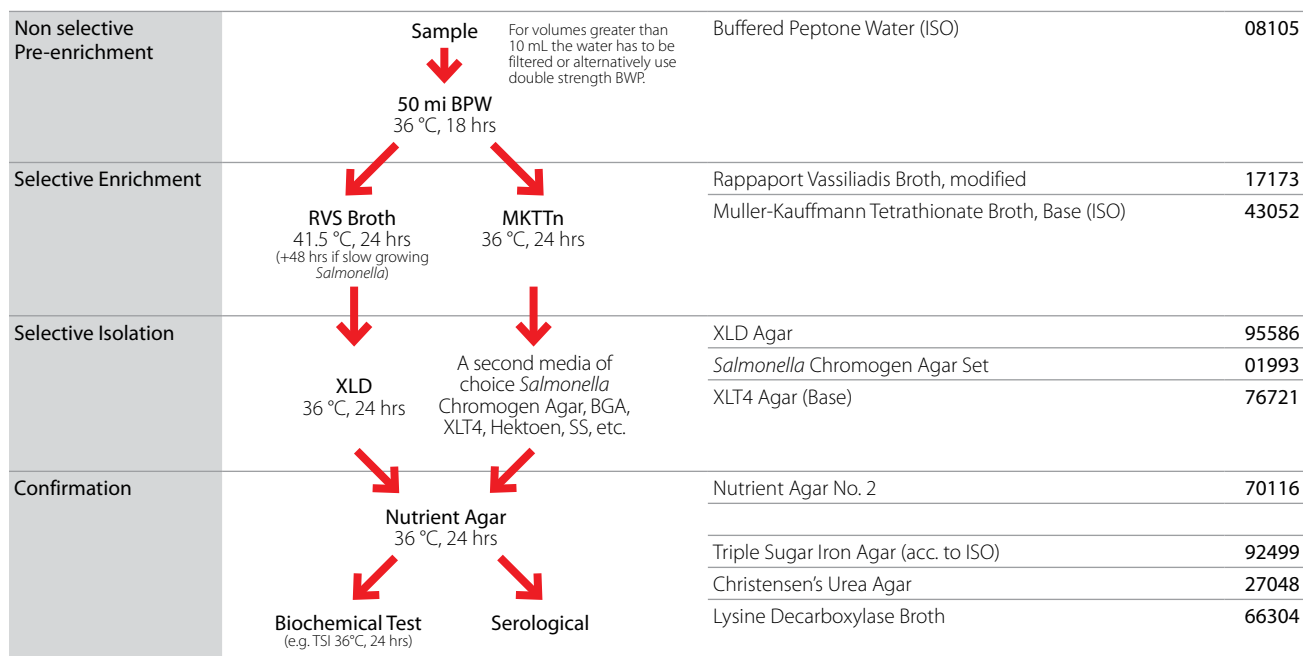 Non selective
Pre-enrichment
Sample
For volumes greater than
10 mL the water has to be
filtered or alternatively use
double strength BWP.
50 mi BPW
36 °C, 18 hrs
Buffered Peptone Water (ISO) 08105
Selective Enrichment
RVS Broth
41.5 °C, 24 hrs
(+48 hrs if slow growing
Salmonella)
MKTTn
36 °C, 24 hrs
Rappaport Vassiliadis Broth, modified 17173
Muller-Kauffmann Tetrathionate Broth, Base (ISO) 43052
Selective Isolation
XLD
36 °C, 24 hrs
A second media of
choice Salmonella
Chromogen Agar, BGA,
XLT4, Hektoen, SS, etc.
XLD Agar 95586
Salmonella Chromogen Agar Set 01993
XLT4 Agar (Base) 76721
Confirmation
Nutrient Agar
36 °C, 24 hrs
Biochemical Test
(e.g. TSI 36°C, 24 hrs)
Serological
Nutrient Agar No. 2 70116
Triple Sugar Iron Agar (acc. to ISO) 92499
Christensen's Urea Agar 27048
Lysine Decarboxylase Broth 66304